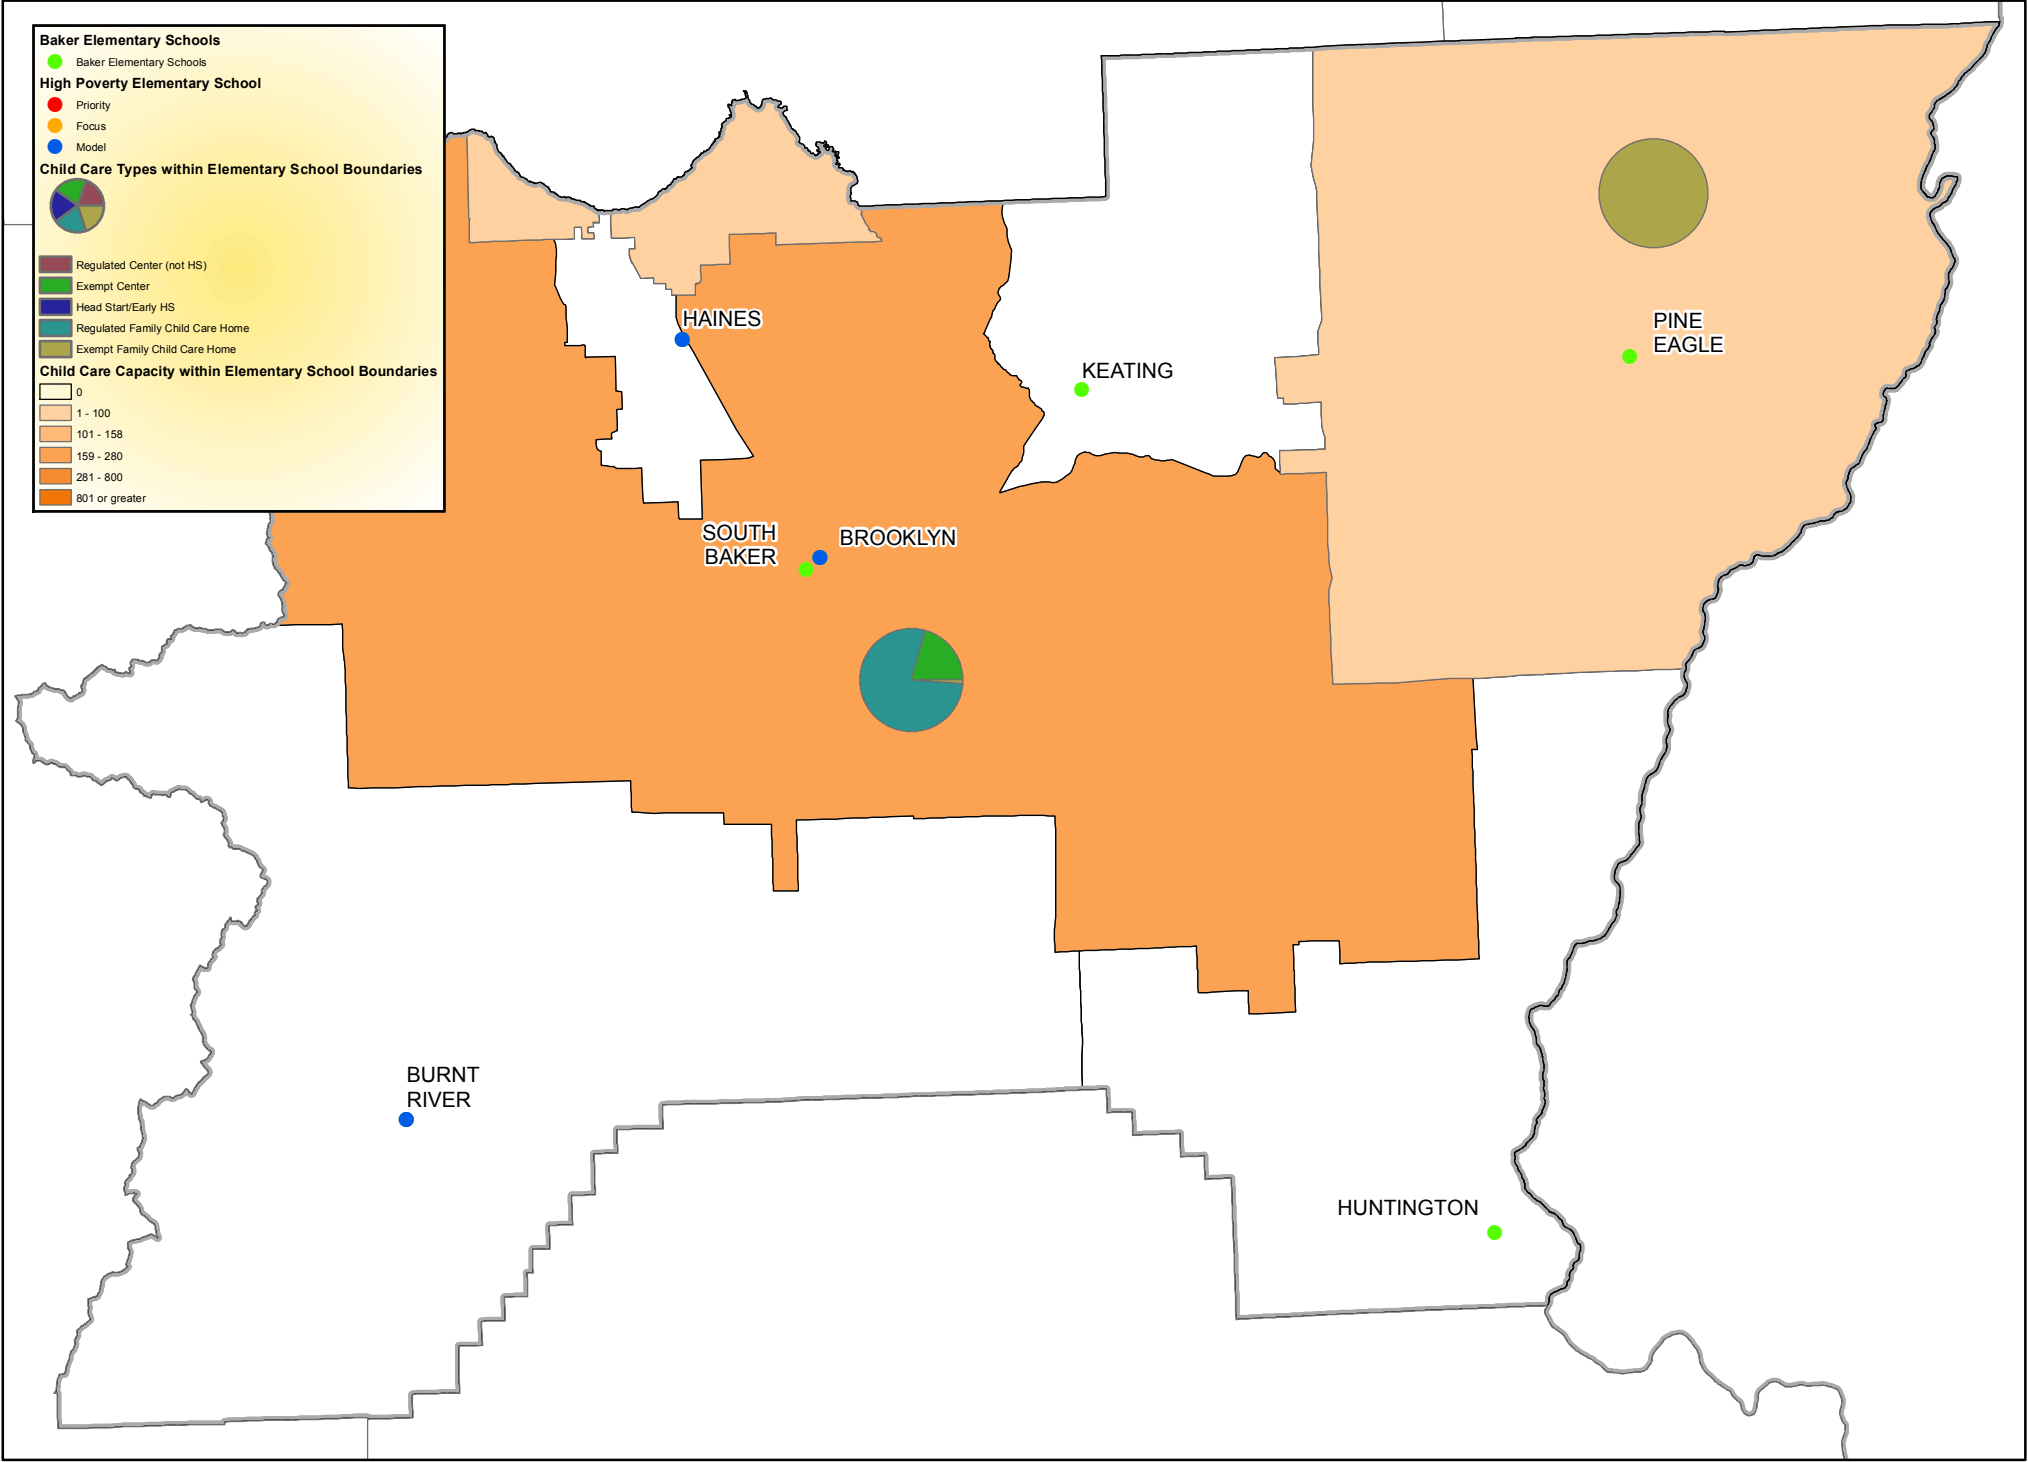 Baker Elementary Schools
Baker Elementary Schools
High Poverty Elementary School
Priority
Focus
Model
Child Care Types within Elementary School Boundaries
Regulated Center (not HS)
Exempt Center
Head Start/Early HS
Regulated Family Child Care Home
Exempt Family Child Care Home
Child Care Capacity within Elementary School Boundaries
0
1 - 100
101 - 158
159 - 280
281 - 800
801 or greater
HAINES
PINE
EAGLE
KEATING
SOUTH
BAKER
BROOKLYN
BURNT
RIVER
HUNTINGTON